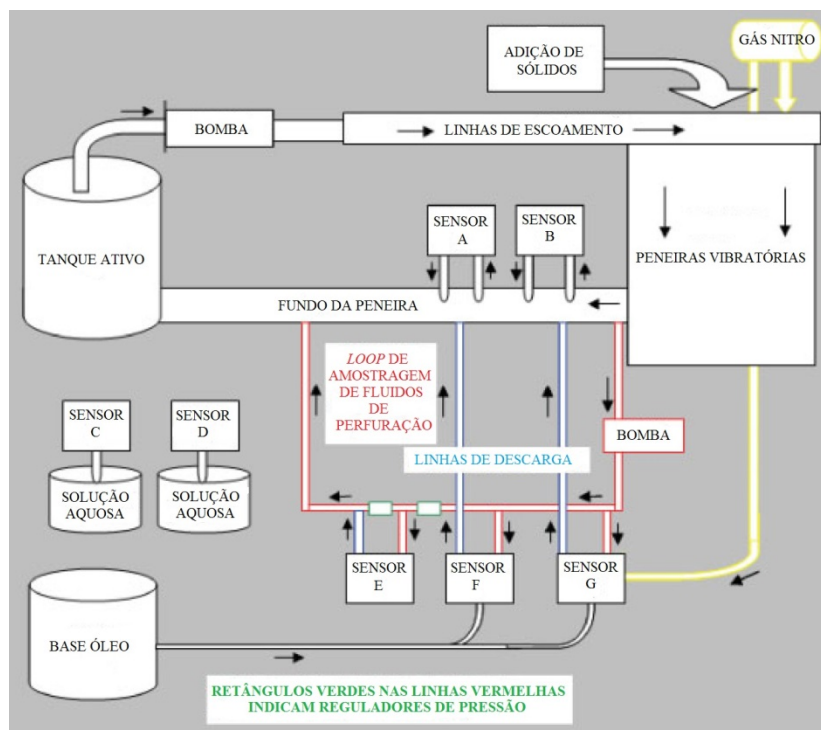 ADIÇÃO DE
SÓLIDOS
GÁS NITRO
BOMBA
LINHAS DE ESCOAMENTO
SENSOR
A
SENSOR
B
TANQUE ATIVO
PENEIRAS VIBRATÓRIAS
FUNDO DA PENEIRA
LOOP DE
AMOSTRAGEM
DE FLUIDOS
DE
PERFURAÇÃO
SENSOR
C
SENSOR
D
BOMBA
LINHAS DE DESCARGA
SOLUÇÃO
AQUOSA
SOLUÇÃO
AQUOSA
SENSOR
E
SENSOR
F
SENSOR
G
BASE ÓLEO
RETÂNGULOS VERDES NAS LINHAS VERMELHAS
INDICAM REGULADORES DE PRESSÃO